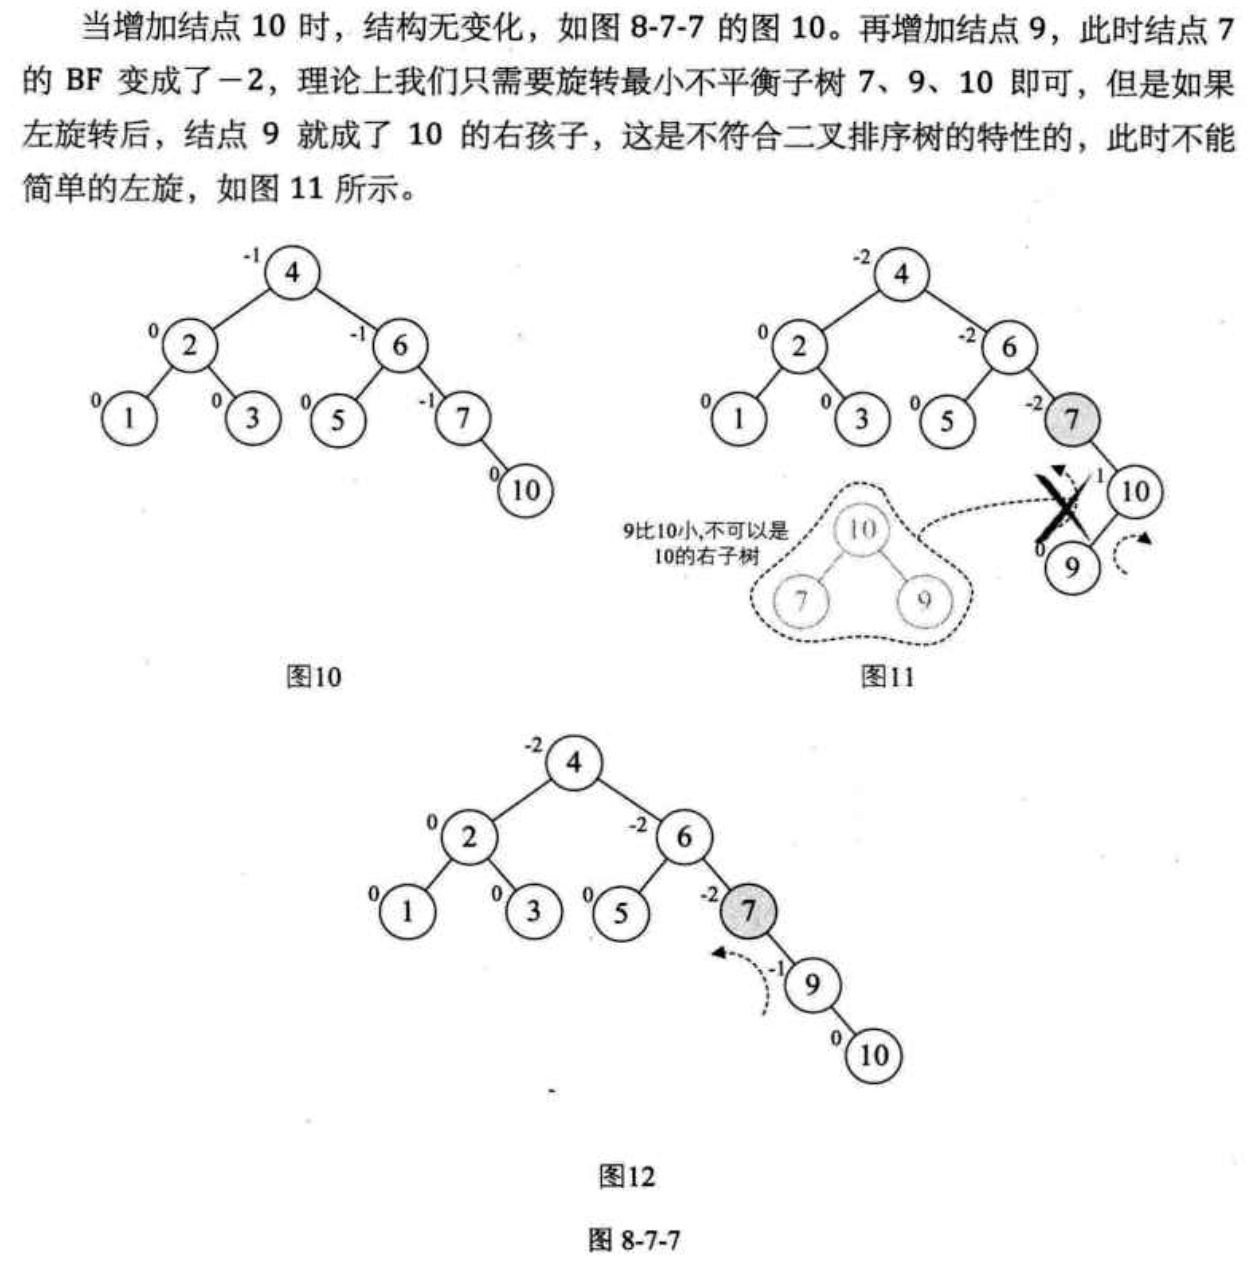 当增加结点 10 时，结构无变化，如图 8-7-7 的图 10。再增加结点 9，此时结点 7
的 BF 变成了－2，理论上我们只需要旋转最小不平衡子树 7、9、10 即可，但是如果
左旋转后，结点 9 就成了 10 的右孩子，这是不符合二叉排序树的特性的，此时不能
简单的左旋，如图 11 所示。
-1 4
0 2 -1 6
0 1 0 3 0 5 -1 7
0 10
图10
-2 4
0 2 -2 6
0 1 0 3 0 5 -2 7
1 10
0 9
9比10小,不可以是
10的右子树
10
7 9
图11
-2 4
0 2 -2 6
0 1 0 3 0 5 -2 7
-1 9
0 10
图12
图 8-7-7